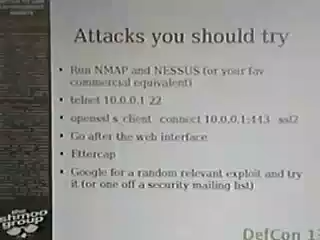 Attacks you should try
• Run NMAP and NESSUS (or your fav
commercial equivalent)
• telnet 10.0.0.1 22
• openssl s_client connect 10.0.0.1:443 ssl2
• Go after the web interface
• Ettercap
• Google for a random relevant exploit and try
it (or one off a security mailing list)
the
shmoo
group
DefCon 13